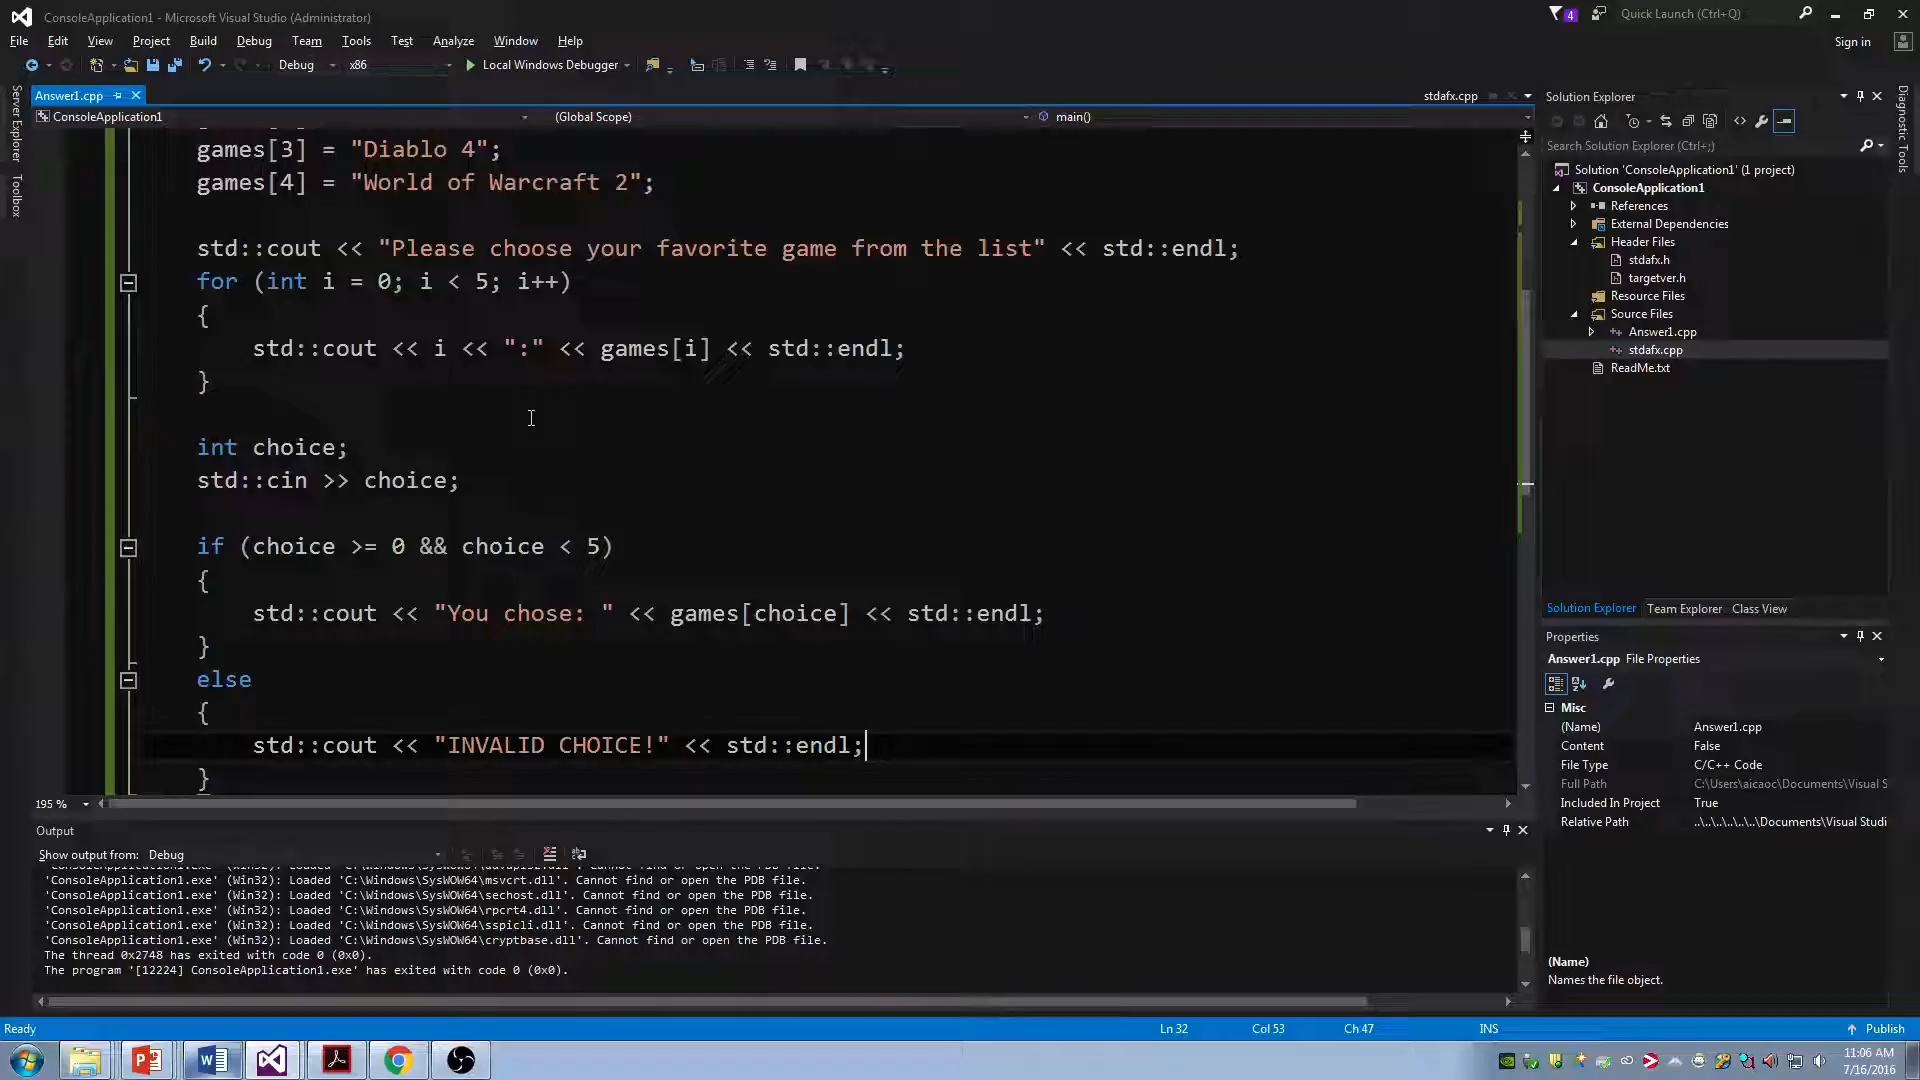 ConsoleApplication1 - Microsoft Visual Studio (Administrator)
4
Quick Launch (Ctrl+Q)
File Edit View Project Build Debug Team Tools Test Analyze Window Help
Sign in
Debug x86 Local Windows Debugger
Server Explorer
Toolbox
Answer1.cpp
stdafx.cpp
ConsoleApplication1
(Global Scope)
main()
games[3] = "Diablo 4";
games[4] = "World of Warcraft 2";
std::cout << "Please choose your favorite game from the list" << std::endl;
for (int i = 0; i < 5; i++)
{
std::cout << i << ":" << games[i] << std::endl;
}
int choice;
std::cin >> choice;
if (choice >= 0 && choice < 5)
{
std::cout << "You chose: " << games[choice] << std::endl;
}
else
{
std::cout << "INVALID CHOICE!" << std::endl;
}
195 %
Output
Show output from: Debug
'ConsoleApplication1.exe' (Win32): Loaded 'C:\Windows\SysWOW64\msvcrt.dll'. Cannot find or open the PDB file.
'ConsoleApplication1.exe' (Win32): Loaded 'C:\Windows\SysWOW64\sechost.dll'. Cannot find or open the PDB file.
'ConsoleApplication1.exe' (Win32): Loaded 'C:\Windows\SysWOW64\rpcrt4.dll'. Cannot find or open the PDB file.
'ConsoleApplication1.exe' (Win32): Loaded 'C:\Windows\SysWOW64\sspicli.dll'. Cannot find or open the PDB file.
'ConsoleApplication1.exe' (Win32): Loaded 'C:\Windows\SysWOW64\cryptbase.dll'. Cannot find or open the PDB file.
The thread 0x2748 has exited with code 0 (0x0).
The program '[12224] ConsoleApplication1.exe' has exited with code 0 (0x0).
Solution Explorer
Search Solution Explorer (Ctrl+;)
Solution 'ConsoleApplication1' (1 project)
ConsoleApplication1
References
External Dependencies
Header Files
stdafx.h
targetver.h
Resource Files
Source Files
Answer1.cpp
stdafx.cpp
ReadMe.txt
Solution Explorer Team Explorer Class View
Properties
Answer1.cpp File Properties
Misc
(Name) Answer1.cpp
Content False
File Type C/C++ Code
Full Path C:\Users\aicaoc\Documents\Visual S
Included In Project True
Relative Path ..\..\..\..\..\Documents\Visual Studi
(Name)
Names the file object.
Diagnostic Tools
Ready
Ln 32 Col 53 Ch 47 INS
Publish
11:06 AM
7/16/2016